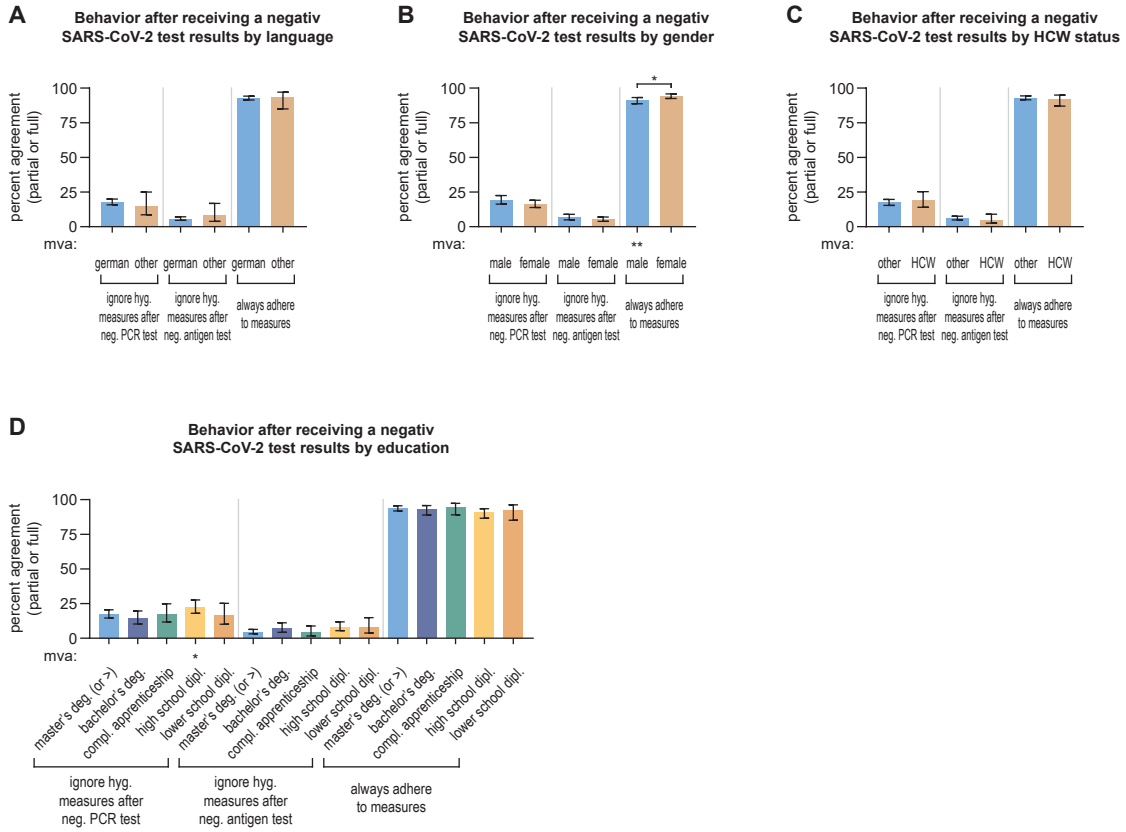 A
Behavior after receiving a negativ
SARS-CoV-2 test results by language
percent agreement
(partial or full)
100
75
50
25
0
mva:
german other german other german other
ignore hyg.
measures after
neg. PCR test
ignore hyg.
measures after
neg. antigen test
always adhere
to measures
B
Behavior after receiving a negativ
SARS-CoV-2 test results by gender
percent agreement
(partial or full)
100
75
50
25
0
*
mva:
**
male female male female male female
ignore hyg.
measures after
neg. PCR test
ignore hyg.
measures after
neg. antigen test
always adhere
to measures
C
Behavior after receiving a negativ
SARS-CoV-2 test results by HCW status
percent agreement
(partial or full)
100
75
50
25
0
mva:
other HCW other HCW other HCW
ignore hyg.
measures after
neg. PCR test
ignore hyg.
measures after
neg. antigen test
always adhere
to measures
D
Behavior after receiving a negativ
SARS-CoV-2 test results by education
percent agreement
(partial or full)
100
75
50
25
0
mva:
*
master's deg. (or >)
bachelor's deg.
compl. apprenticeship
high school dipl.
lower school dipl.
master's deg. (or >)
bachelor's deg.
compl. apprenticeship
high school dipl.
lower school dipl.
master's deg. (or >)
bachelor's deg.
compl. apprenticeship
high school dipl.
lower school dipl.
ignore hyg.
measures after
neg. PCR test
ignore hyg.
measures after
neg. antigen test
always adhere
to measures